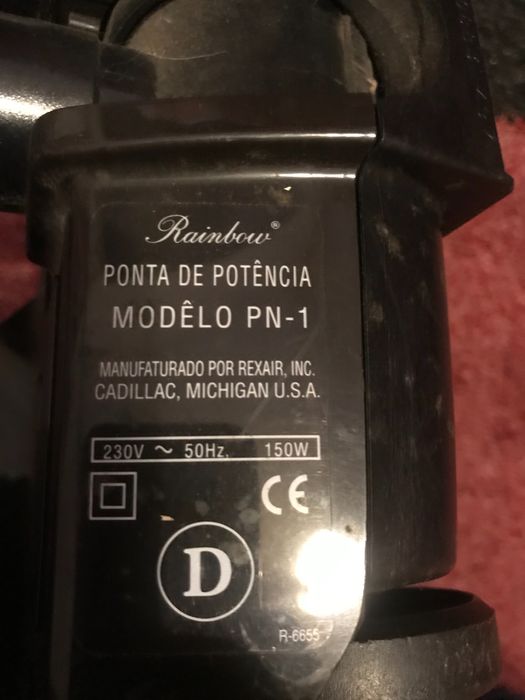 Rainbow®
PONTA DE POTÊNCIA
MODÊLO PN-1
MANUFATURADO POR REXAIR, INC.
CADILLAC, MICHIGAN U.S.A.
230V ~ 50Hz. 150W
CE
D
R-6655